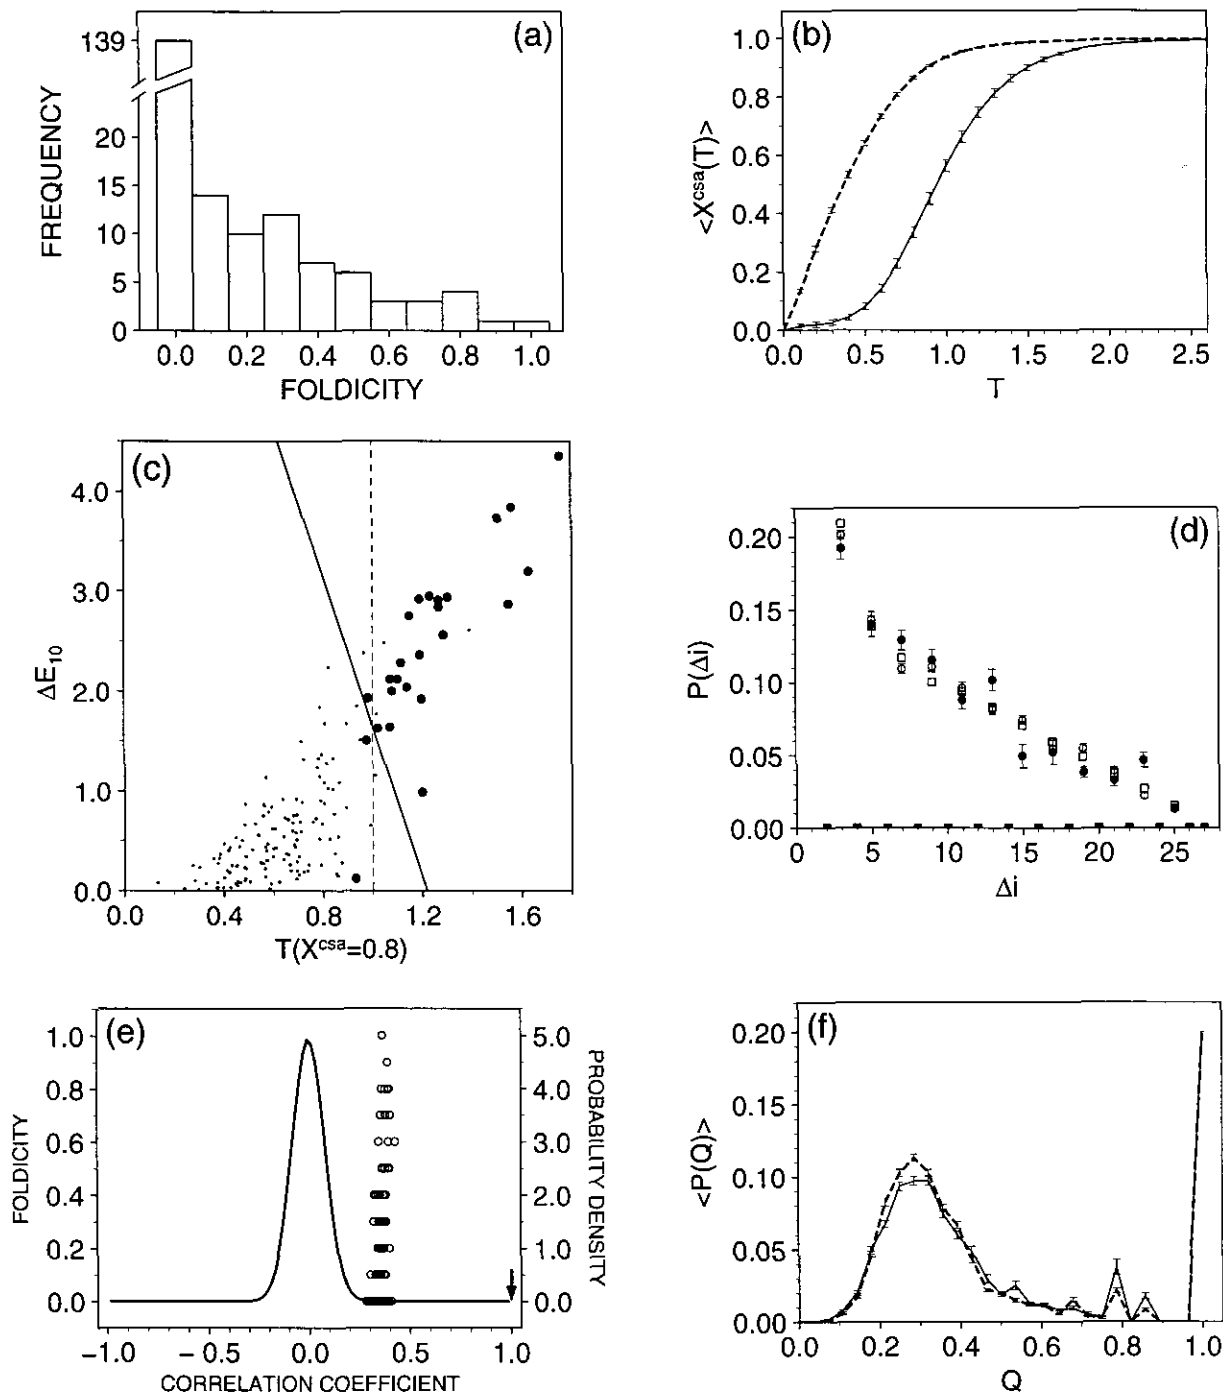 (a)
139
20
15
10
5
0
FREQUENCY
0.0 0.2 0.4 0.6 0.8 1.0
FOLDICITY
(b)
1.0
0.8
0.6
0.4
0.2
0.0
<X^csa(T)>
0.0 0.5 1.0 1.5 2.0 2.5
T
(c)
4.0
3.0
2.0
1.0
0.0
ΔE₁₀
0.0 0.4 0.8 1.2 1.6
T(X^csa=0.8)
(d)
0.20
0.15
0.10
0.05
0.00
P(Δi)
0 5 10 15 20 25
Δi
(e)
1.0
0.8
0.6
0.4
0.2
0.0
FOLDICITY
5.0
4.0
3.0
2.0
1.0
0.0
PROBABILITY DENSITY
−1.0 −0.5 0.0 0.5 1.0
CORRELATION COEFFICIENT
(f)
0.20
0.15
0.10
0.05
0.00
<P(Q)>
0.0 0.2 0.4 0.6 0.8 1.0
Q